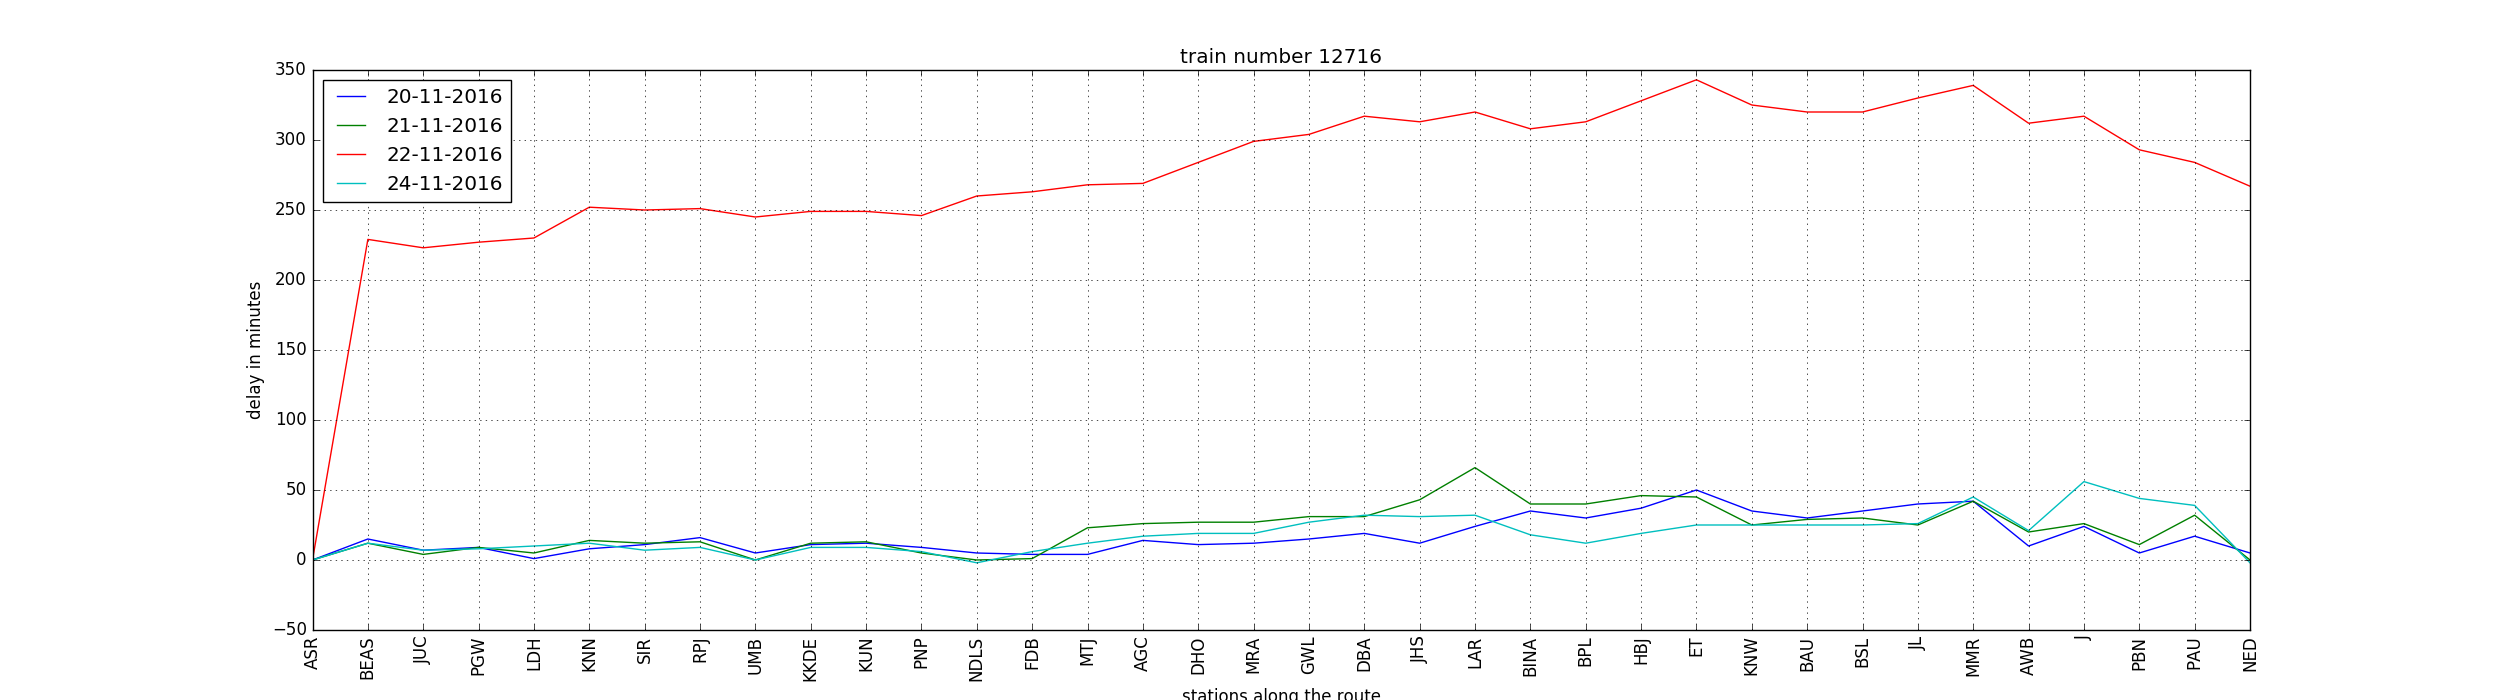 train number 12716
350
300
250
200
150
100
50
0
−50
delay in minutes
20-11-2016
21-11-2016
22-11-2016
24-11-2016
ASR
BEAS
JUC
PGW
LDH
KNN
SIR
RPJ
UMB
KKDE
KUN
PNP
NDLS
FDB
MTJ
AGC
DHO
MRA
GWL
DBA
JHS
LAR
BINA
BPL
HBJ
ET
KNW
BAU
BSL
JL
MMR
AWB
J
PBN
PAU
NED
stations along the route